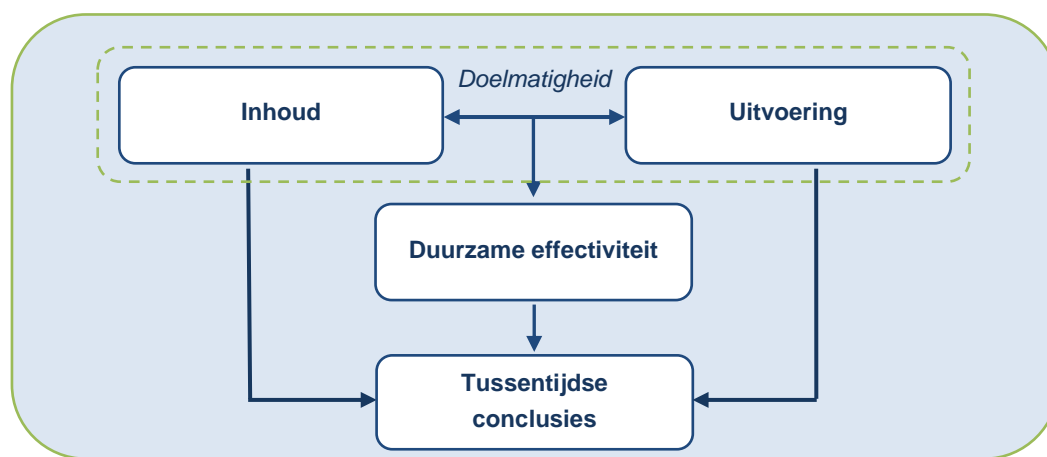 Doelmatigheid
Inhoud
Uitvoering
Duurzame effectiviteit
Tussentijdse
conclusies